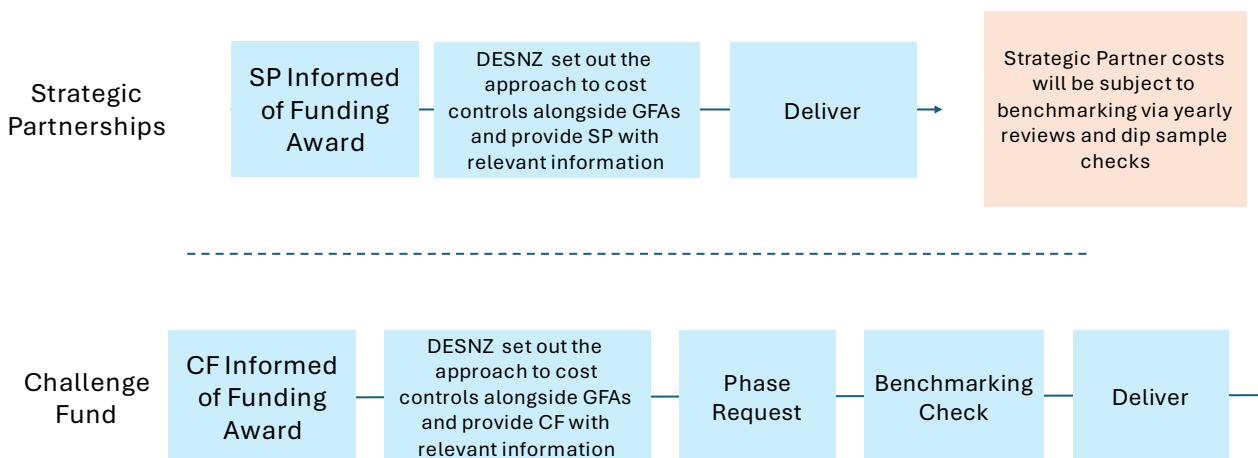 Strategic
Partnerships
SP Informed
of Funding
Award
DESNZ set out the
approach to cost
controls alongside GFAs
and provide SP with
relevant information
Deliver
Strategic Partner costs
will be subject to
benchmarking via yearly
reviews and dip sample
checks
Challenge
Fund
CF Informed
of Funding
Award
DESNZ set out the
approach to cost
controls alongside GFAs
and provide CF with
relevant information
Phase
Request
Benchmarking
Check
Deliver